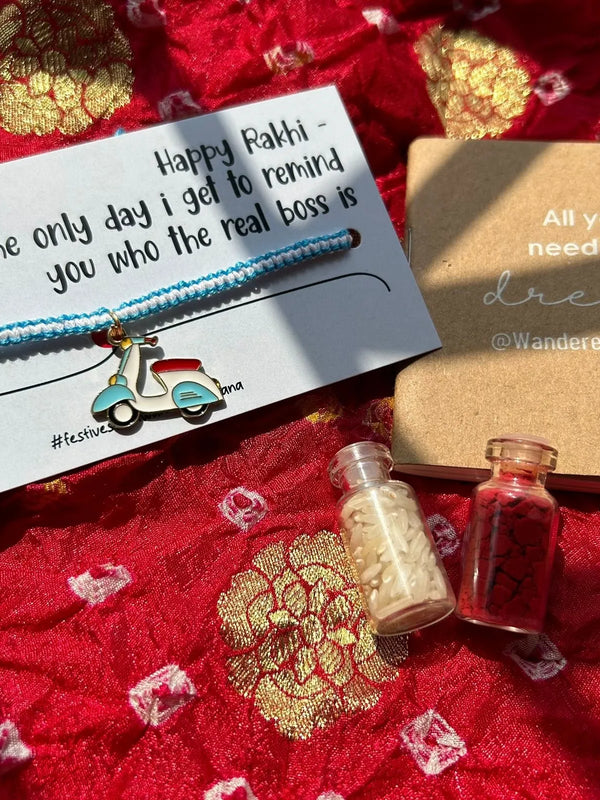 Happy Rakhi -
he only day i get to remind
you who the real boss is
#festives
ana
All y
need
dre
@Wandere